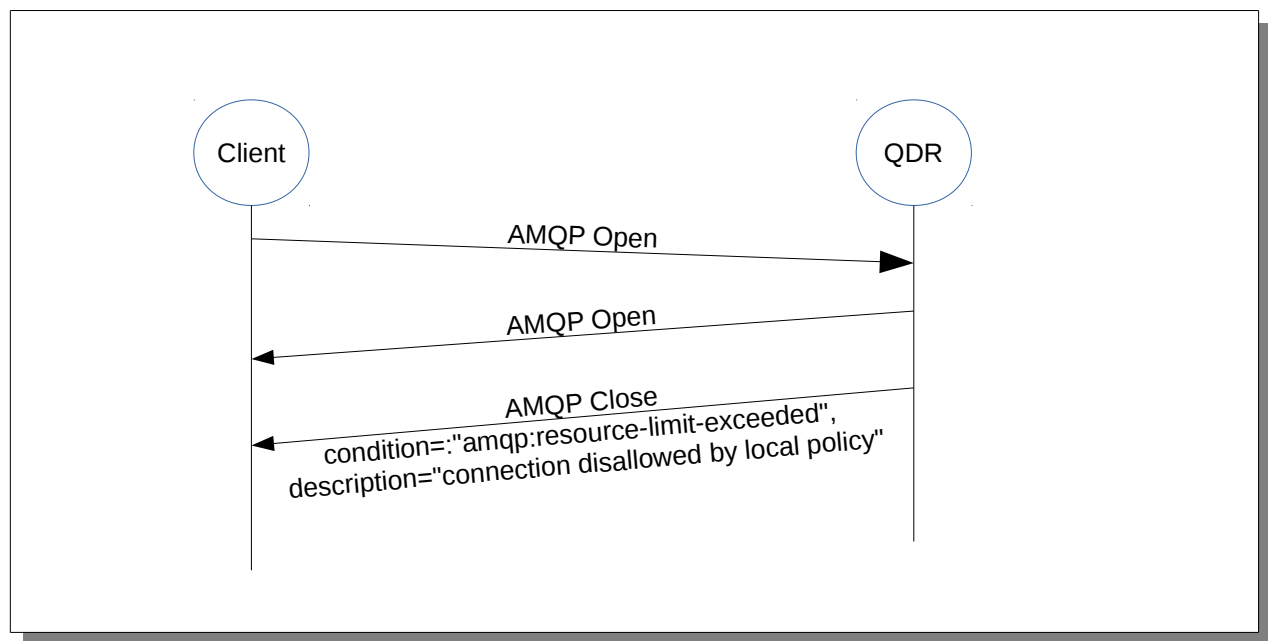 Client
QDR
AMQP Open
AMQP Open
AMQP Close
condition=:"amqp:resource-limit-exceeded",
description="connection disallowed by local policy"